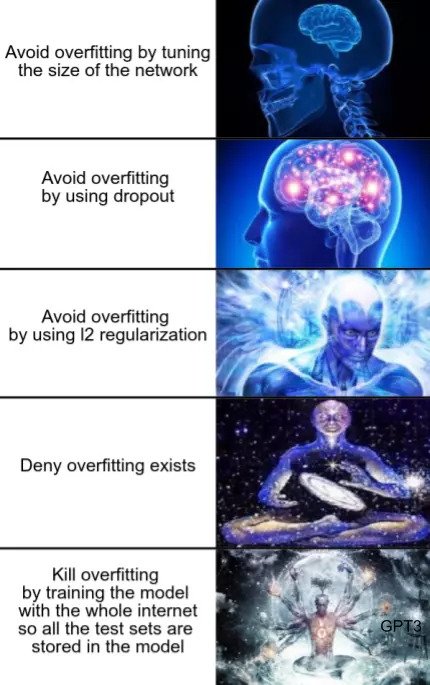 Avoid overfitting by tuning
the size of the network
Avoid overfitting
by using dropout
Avoid overfitting
by using l2 regularization
Deny overfitting exists
Kill overfitting
by training the model
with the whole internet
so all the test sets are
stored in the model
GPT3